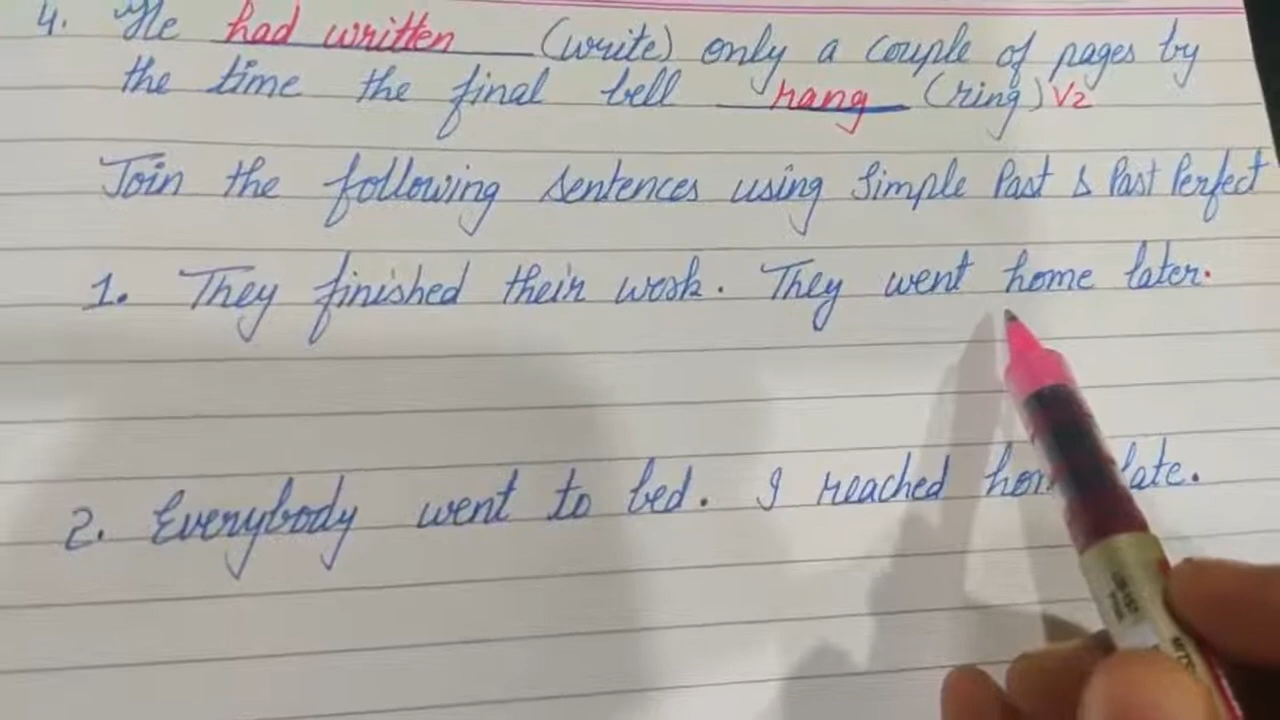 4. He had written (write) only a couple of pages by
the time the final bell rang (ring) V2
Join the following sentences using Simple Past & Past Perfect
1. They finished their work. They went home later.
2. Everybody went to bed. I reached late.